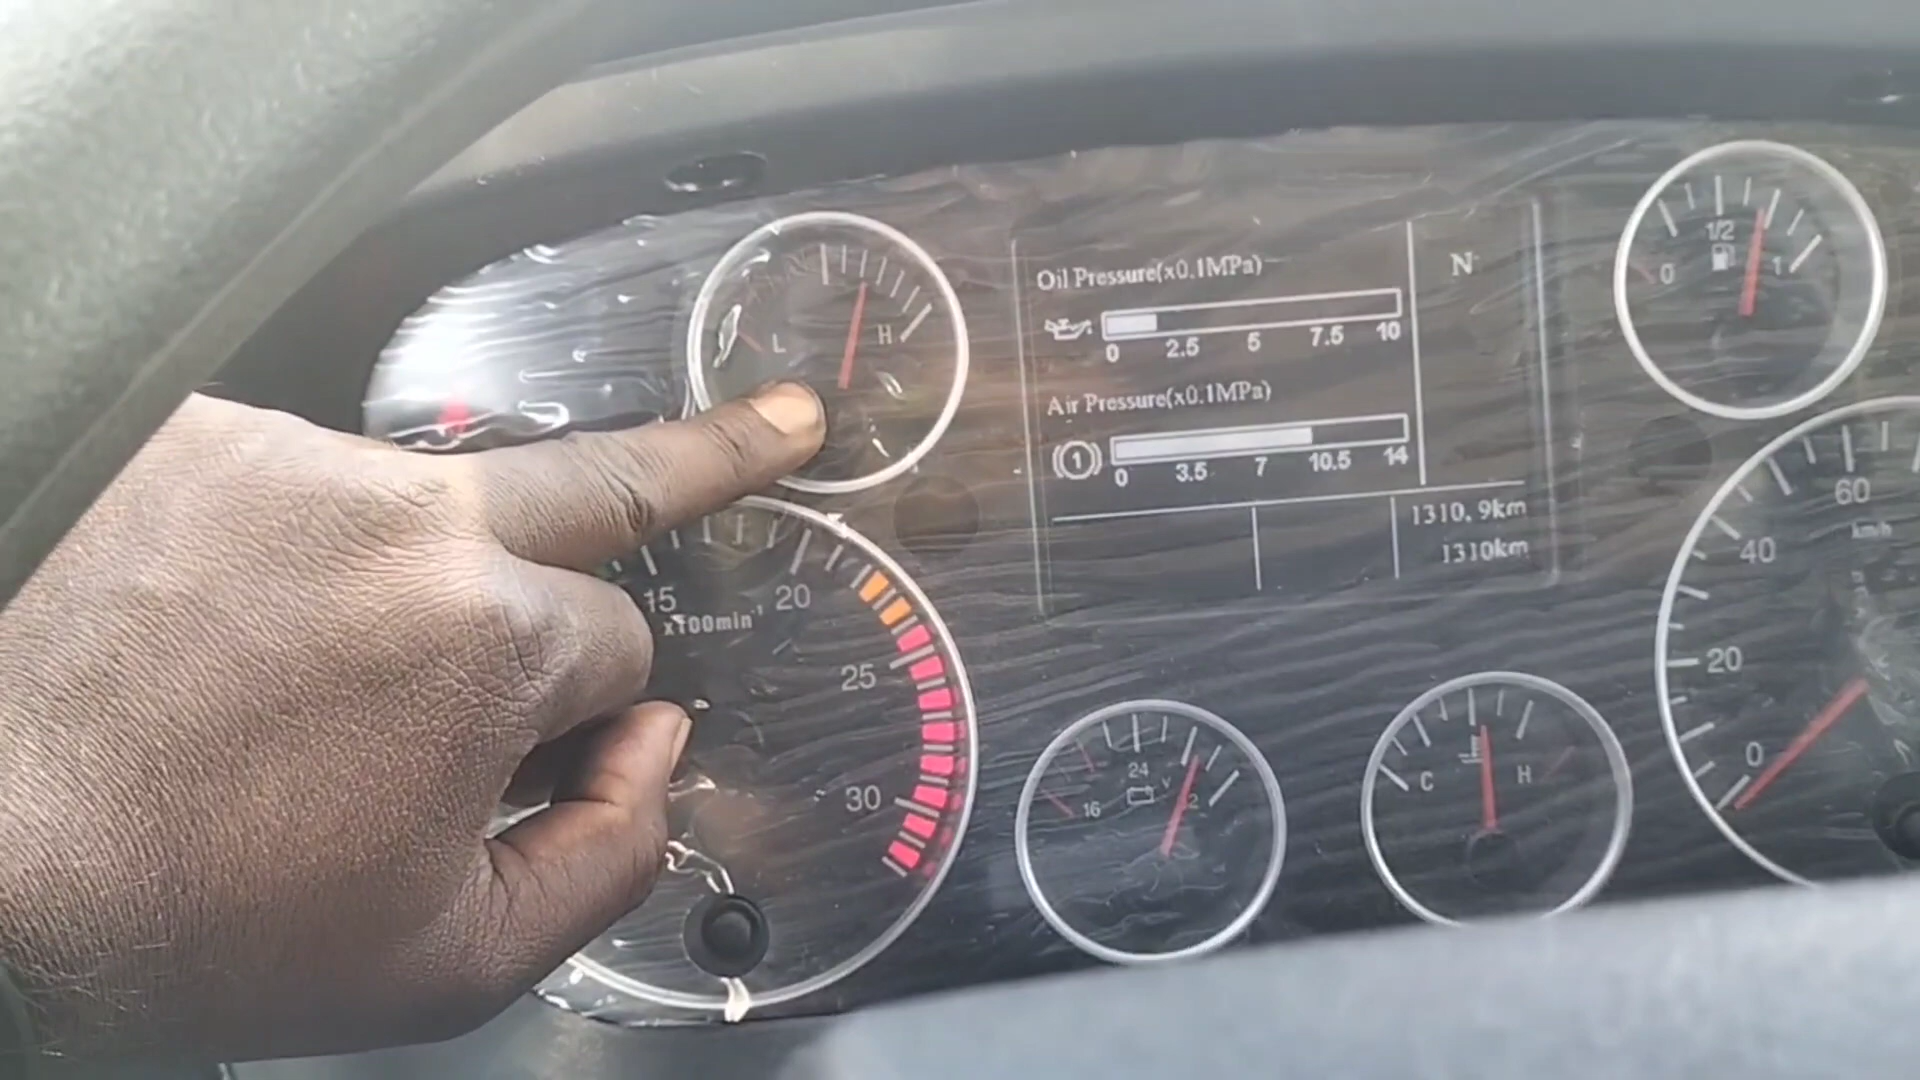 L H
Oil Pressure(x0.1MPa)
0 2.5 5 7.5 10
Air Pressure(x0.1MPa)
1
0 3.5 7 10.5 14
N
1310.9km
1310km
0 1/2 1
15 20 25 30
x100min⁻¹
16 24
V
C H
0 20 40 60
km/h